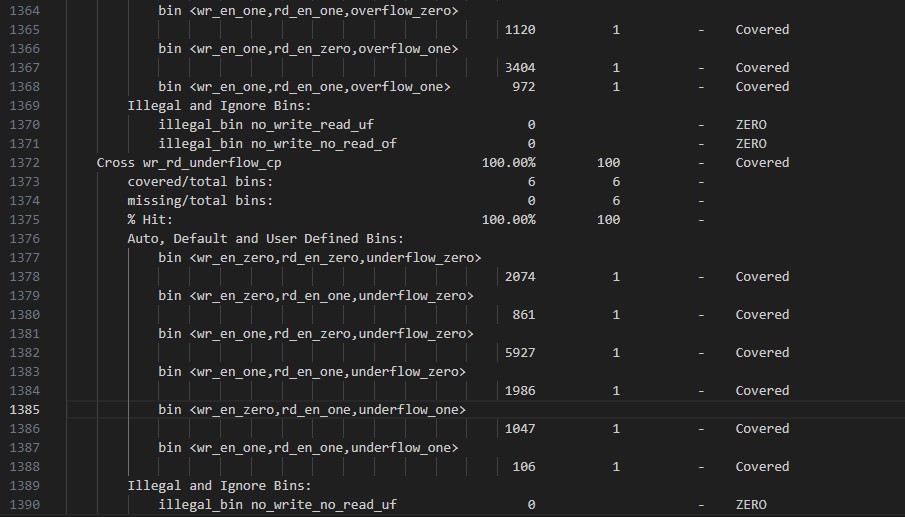 1364 bin <wr_en_one,rd_en_one,overflow_zero>
1365 1120 1 - Covered
1366 bin <wr_en_one,rd_en_zero,overflow_one>
1367 3404 1 - Covered
1368 bin <wr_en_one,rd_en_one,overflow_one> 972 1 - Covered
1369 Illegal and Ignore Bins:
1370 illegal_bin no_write_read_uf 0 - ZERO
1371 illegal_bin no_write_no_read_of 0 - ZERO
1372 Cross wr_rd_underflow_cp 100.00% 100 - Covered
1373 covered/total bins: 6 6 -
1374 missing/total bins: 0 6 -
1375 % Hit: 100.00% 100 -
1376 Auto, Default and User Defined Bins:
1377 bin <wr_en_zero,rd_en_zero,underflow_zero>
1378 2074 1 - Covered
1379 bin <wr_en_zero,rd_en_one,underflow_zero>
1380 861 1 - Covered
1381 bin <wr_en_one,rd_en_zero,underflow_zero>
1382 5927 1 - Covered
1383 bin <wr_en_one,rd_en_one,underflow_zero>
1384 1986 1 - Covered
1385 bin <wr_en_zero,rd_en_one,underflow_one>
1386 1047 1 - Covered
1387 bin <wr_en_one,rd_en_one,underflow_one>
1388 106 1 - Covered
1389 Illegal and Ignore Bins:
1390 illegal_bin no_write_no_read_uf 0 - ZERO